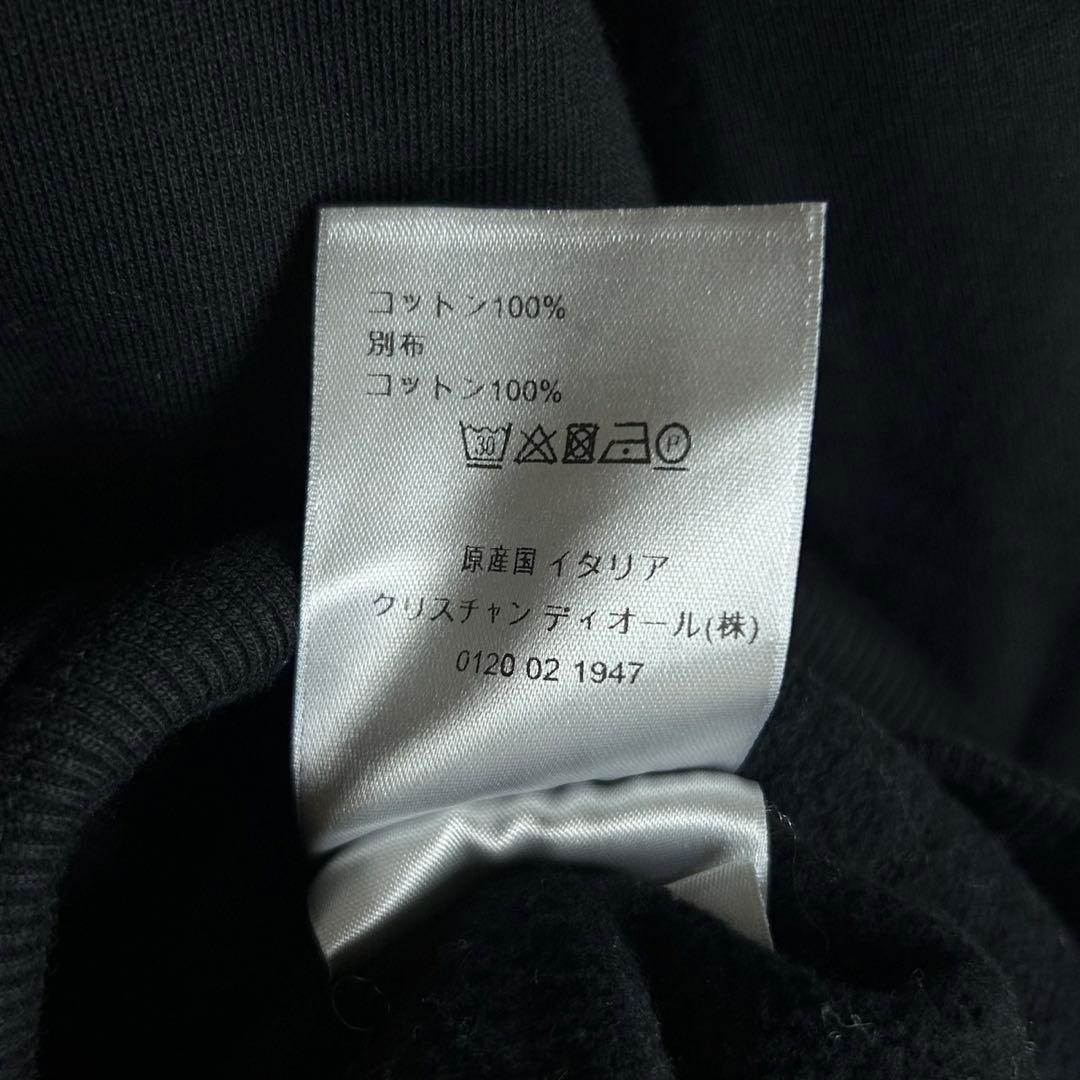 コットン100%
別布
コットン100%
30 P
原産国 イタリア
クリスチャン ディオール(株)
0120 02 1947